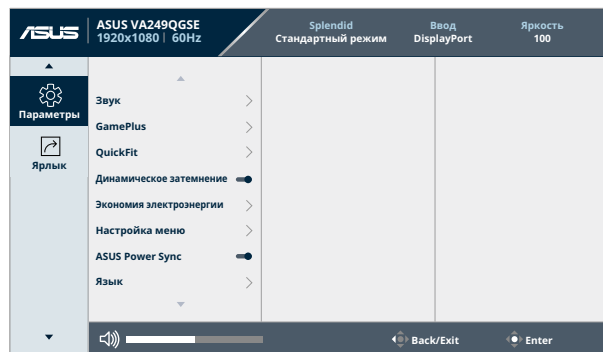 ASUS
ASUS VA249QGSE
1920x1080 | 60Hz
Splendid
Стандартный режим
Ввод
DisplayPort
Яркость
100
Параметры
Ярлык
Звук
GamePlus
QuickFit
Динамическое затемнение
Экономия электроэнергии
Настройка меню
ASUS Power Sync
Язык
Back/Exit
Enter